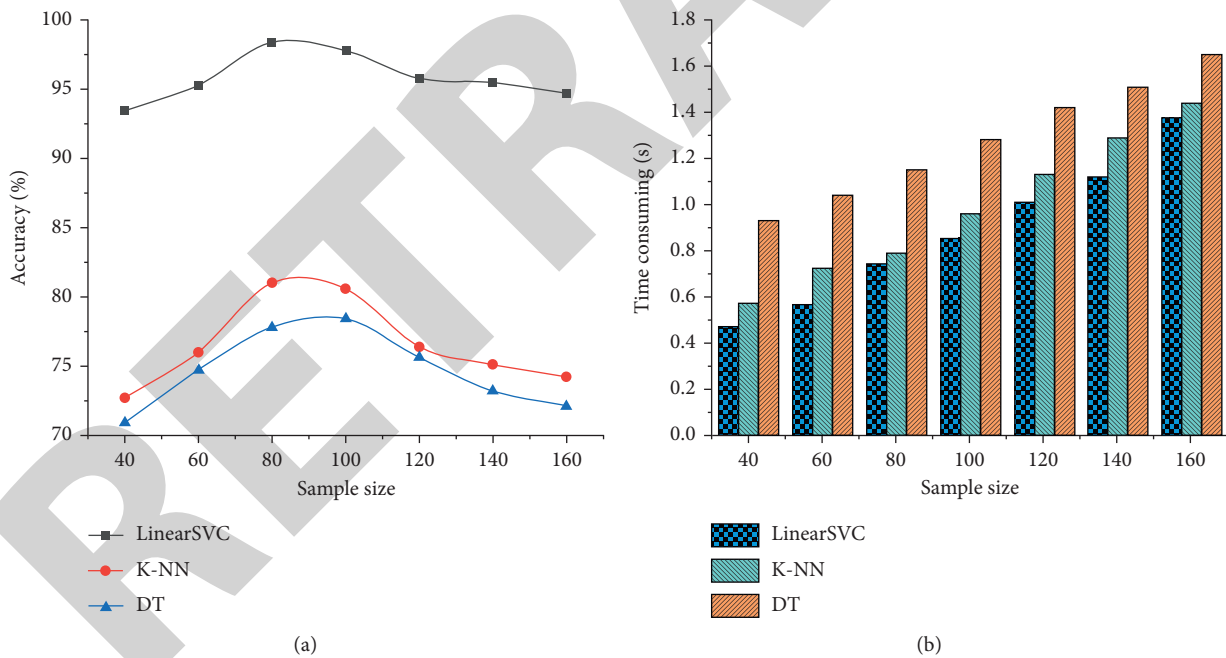 100
95
90
85
80
75
70
Accuracy (%)
40 60 80 100 120 140 160
Sample size
LinearSVC
K-NN
DT
(a)
1.8
1.6
1.4
1.2
1.0
0.8
0.6
0.4
0.2
0.0
Time consuming (s)
40 60 80 100 120 140 160
Sample size
LinearSVC
K-NN
DT
(b)
RETRA